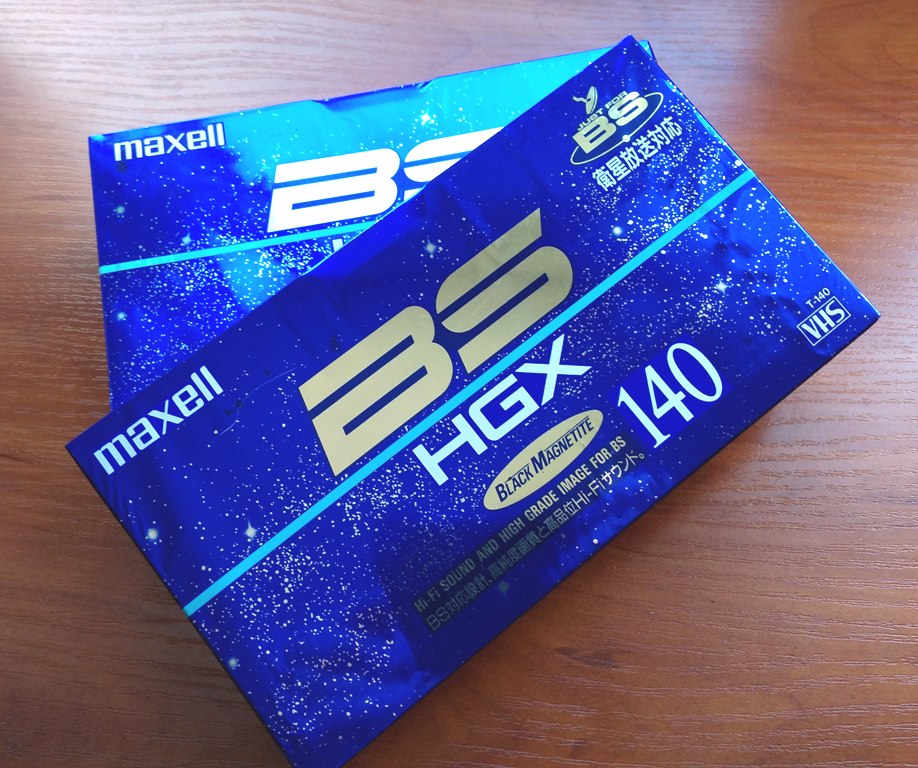 maxell
BS
maxell
BS
HGX
140
BLACK MAGNETITE
Hi-Fi SOUND AND HIGH GRADE IMAGE FOR BS
BS対応設計、高純度画質と高品位Hi-Fiサウンド。
JUST FOR
BS
衛星放送対応
T-140
VHS